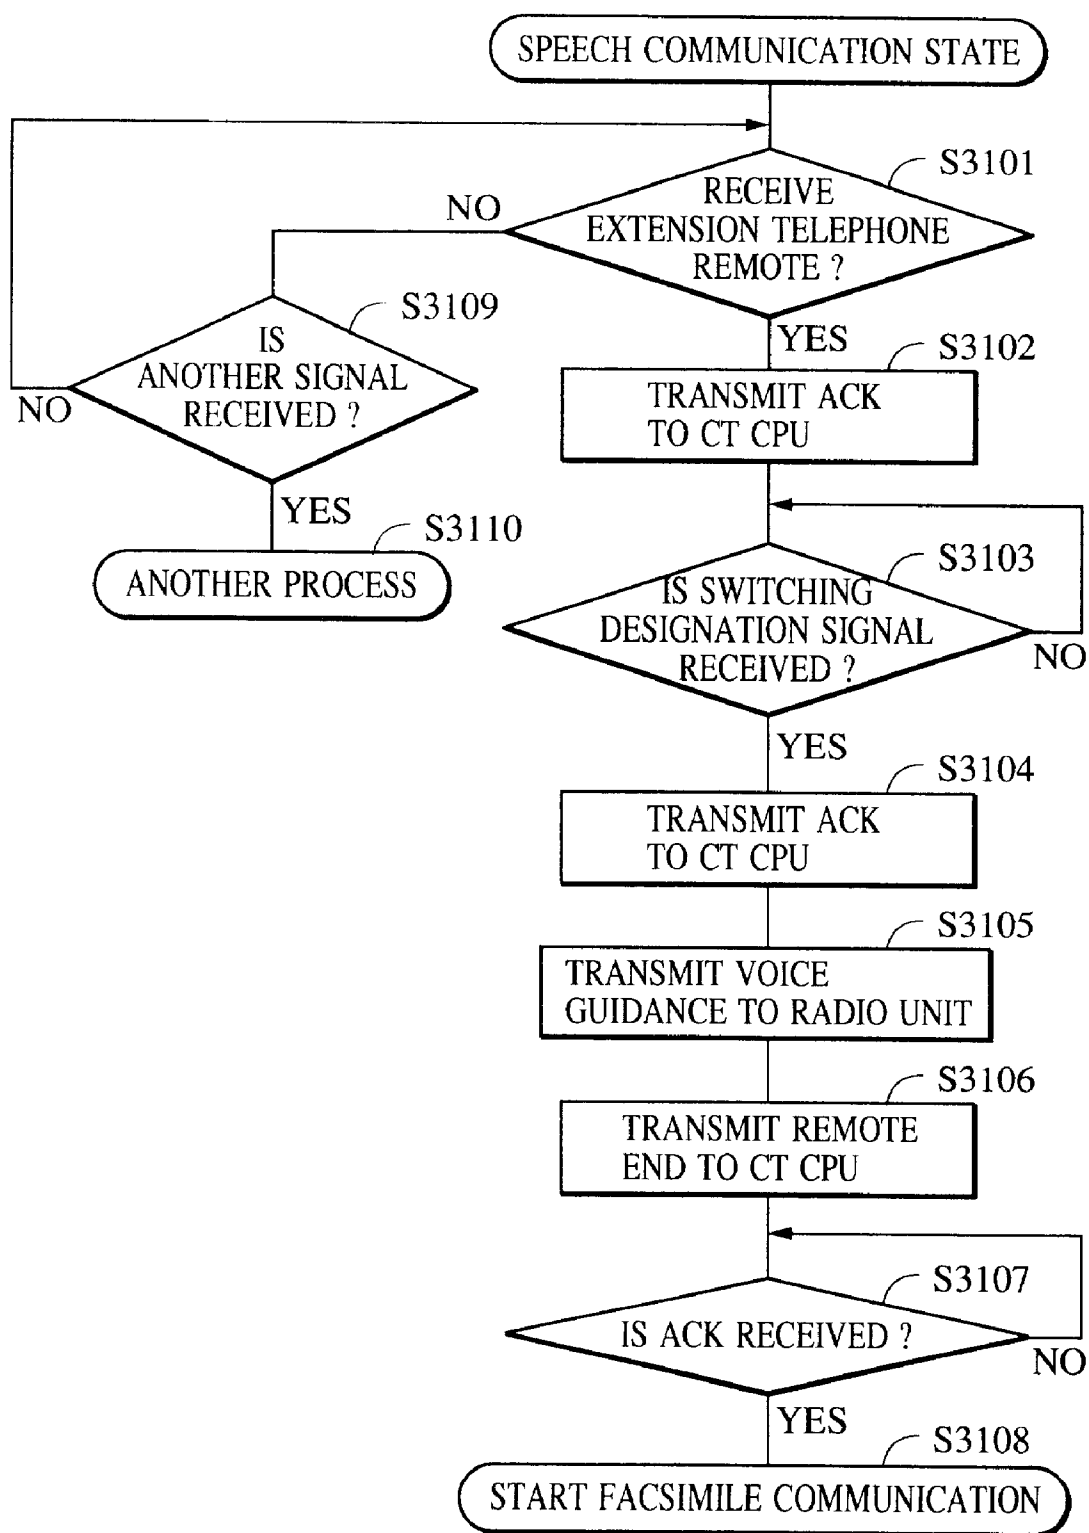 SPEECH COMMUNICATION STATE
S3101
RECEIVE
EXTENSION TELEPHONE
REMOTE ?
NO
YES
S3109
IS
ANOTHER SIGNAL
RECEIVED ?
NO
YES
S3110
ANOTHER PROCESS
S3102
TRANSMIT ACK
TO CT CPU
S3103
IS SWITCHING
DESIGNATION SIGNAL
RECEIVED ?
NO
YES
S3104
TRANSMIT ACK
TO CT CPU
S3105
TRANSMIT VOICE
GUIDANCE TO RADIO UNIT
S3106
TRANSMIT REMOTE
END TO CT CPU
S3107
IS ACK RECEIVED ?
NO
YES
S3108
START FACSIMILE COMMUNICATION